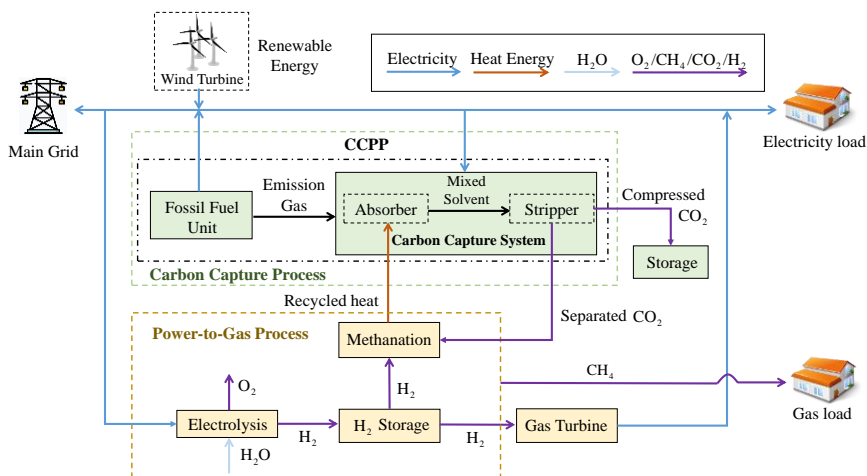 Renewable
Energy
Wind Turbine
Electricity
Heat Energy
H2O
O2/CH4/CO2/H2
Main Grid
Electricity load
CCPP
Fossil Fuel
Unit
Emission
Gas
Mixed
Solvent
Absorber
Stripper
Carbon Capture System
Compressed
CO2
Carbon Capture Process
Storage
Recycled heat
Separated CO2
Power-to-Gas Process
Methanation
CH4
O2
H2
Electrolysis
H2
H2 Storage
H2
Gas Turbine
Gas load
H2O